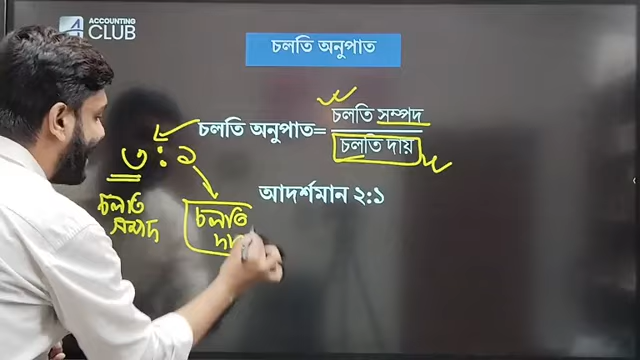 ACCOUNTING
CLUB
চলতি অনুপাত
চলতি অনুপাত= চলতি সম্পদ
চলতি দায়
৩ : ১
আদর্শমান ২:১
চলতি
সম্পদ
চলতি